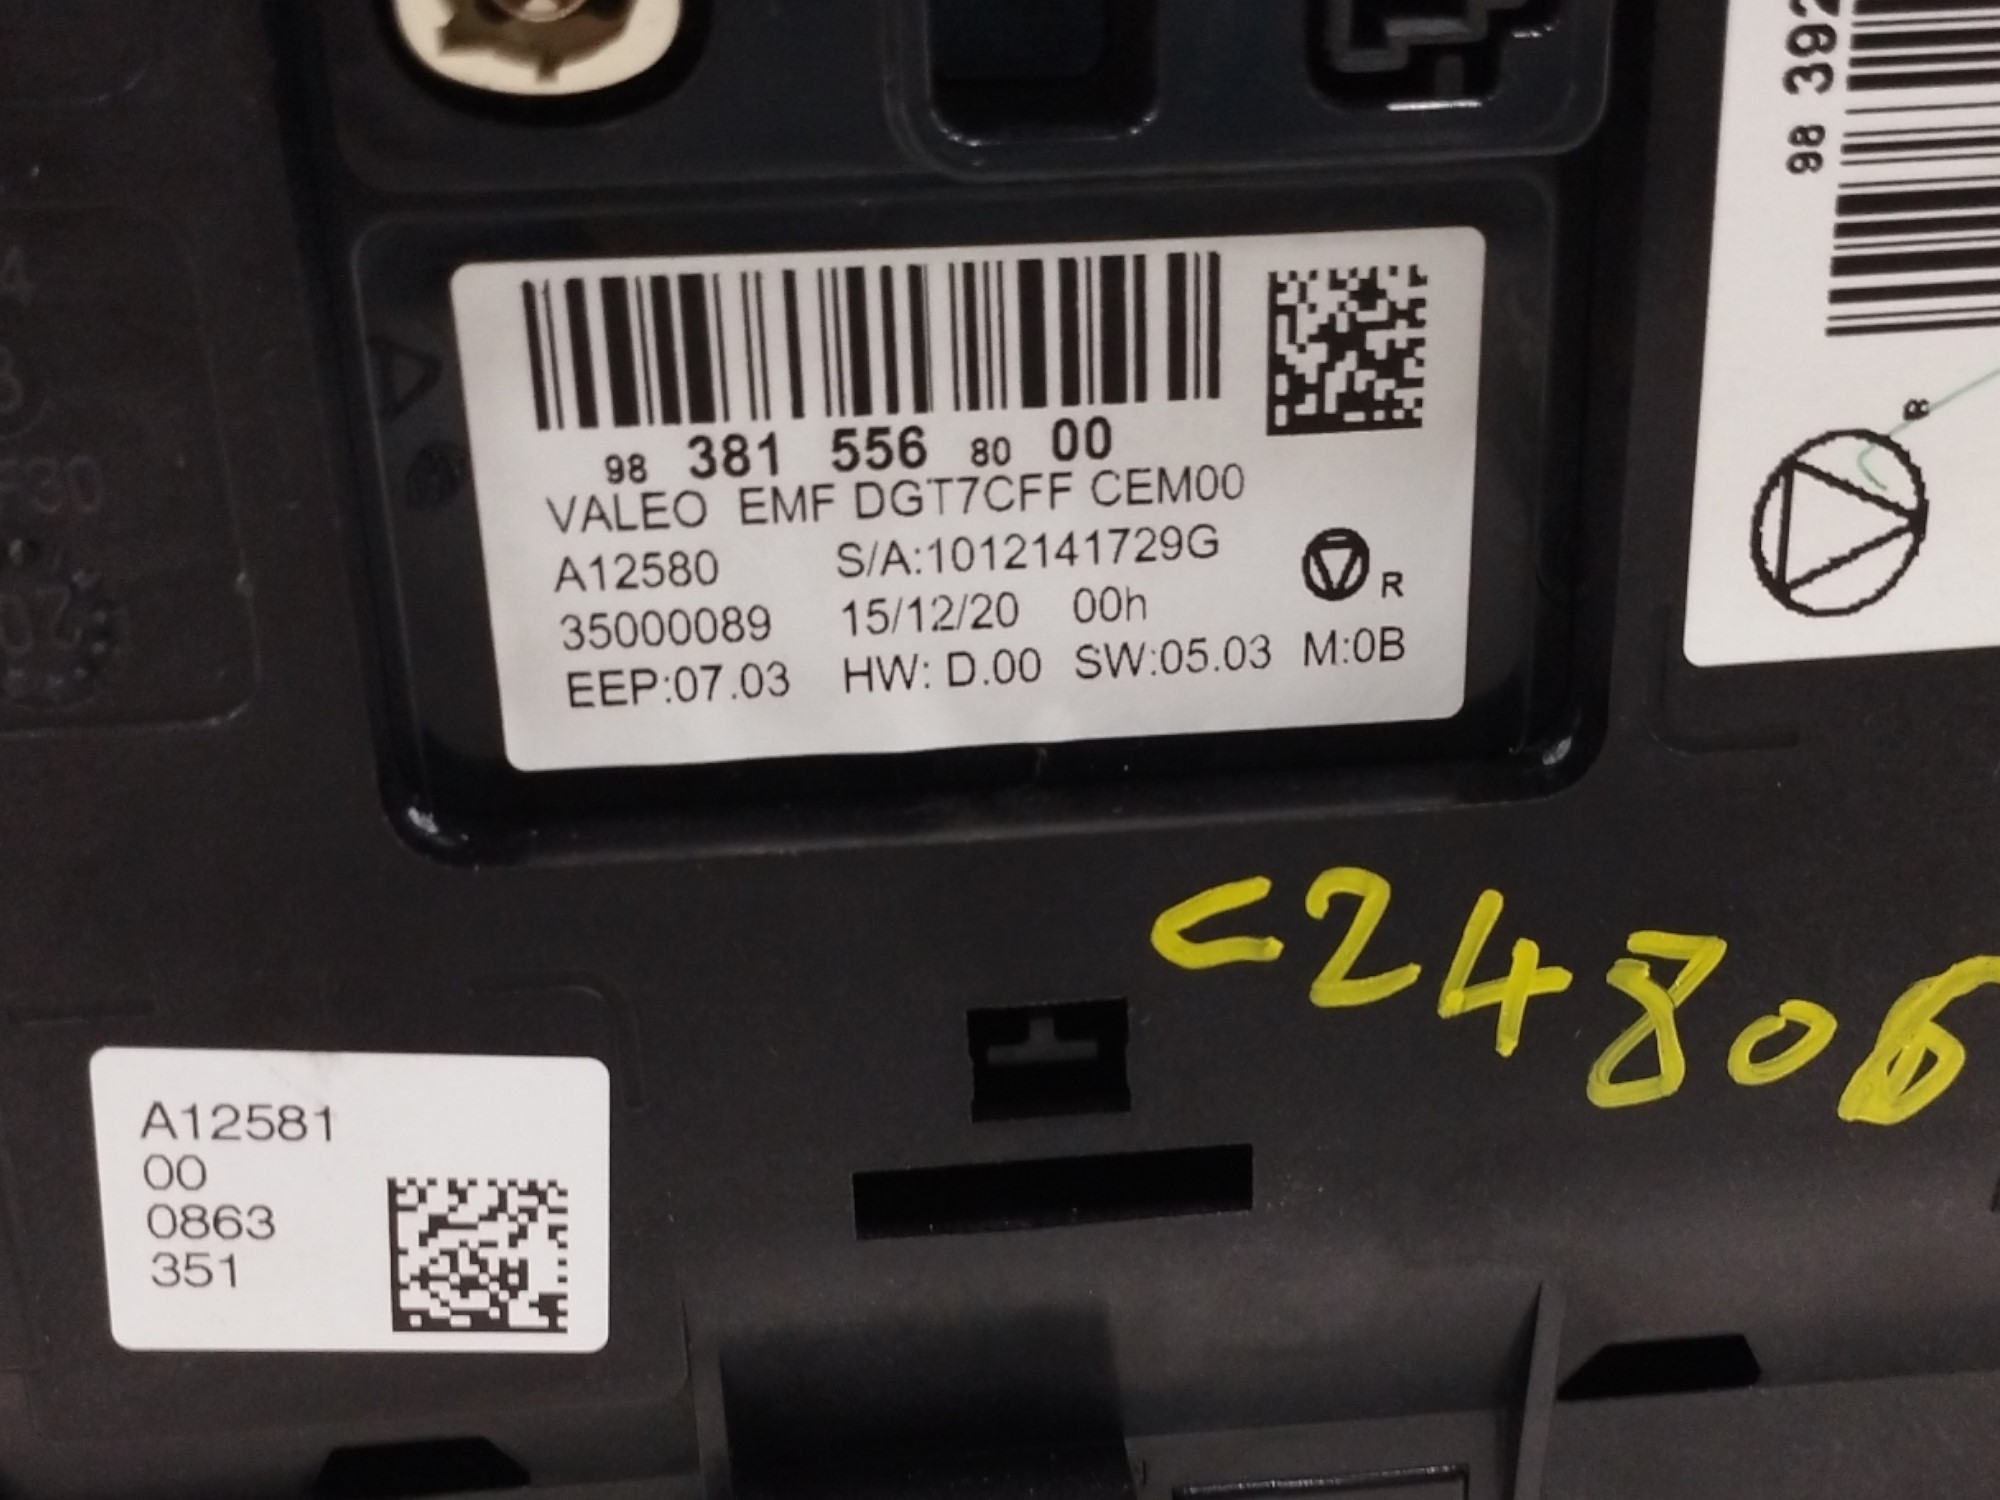 98 381 556 80 00
VALEO EMF DGT7CFF CEM00
A12580 S/A:1012141729G
35000089 15/12/20 00h R
EEP:07.03 HW: D.00 SW:05.03 M:0B
98 392
B
C24806
A12581
00
0863
351